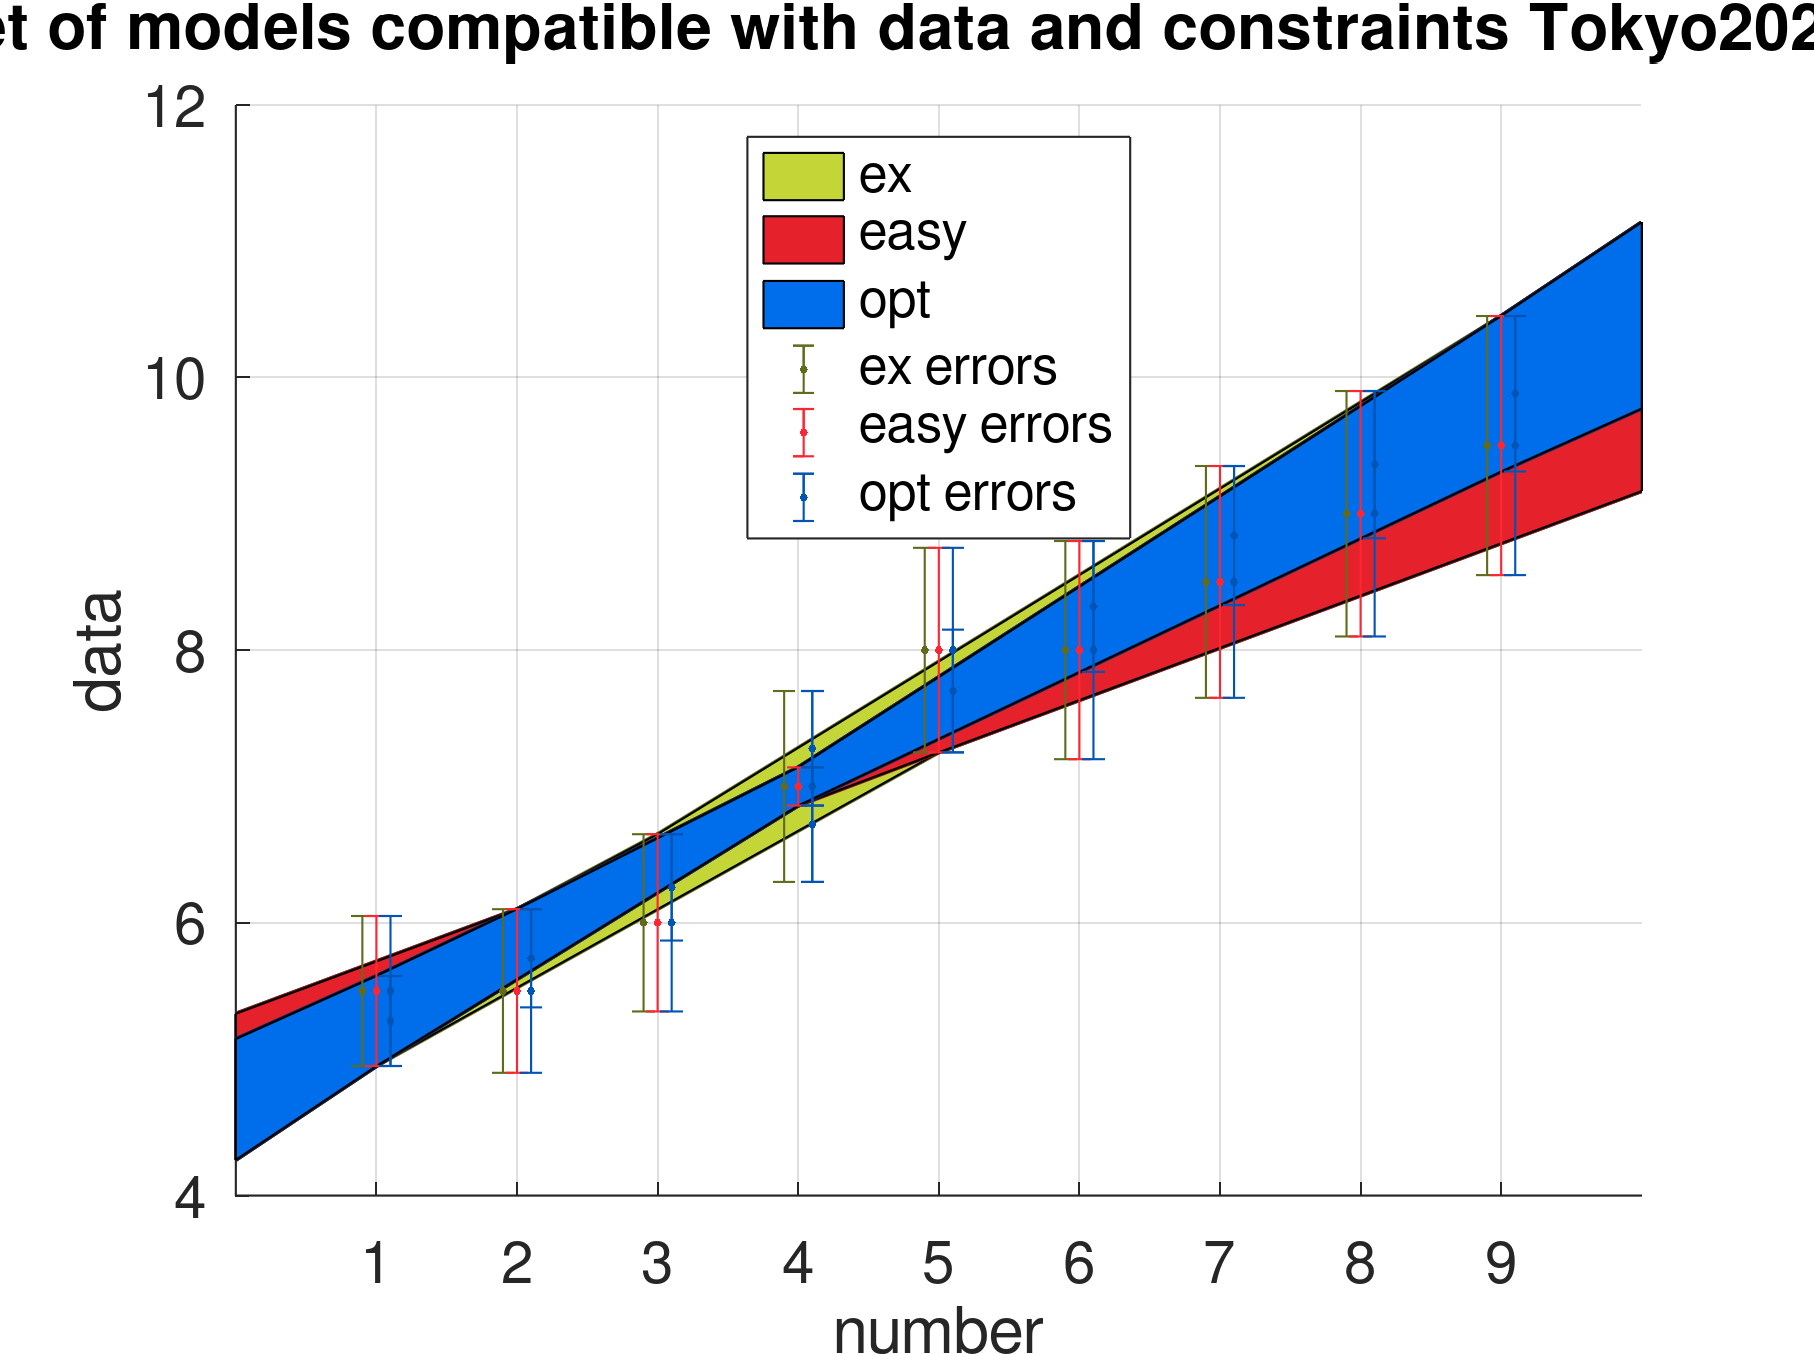 et of models compatible with data and constraints Tokyo202
12
10
8
6
4
data
ex
easy
opt
ex errors
easy errors
opt errors
1 2 3 4 5 6 7 8 9
number